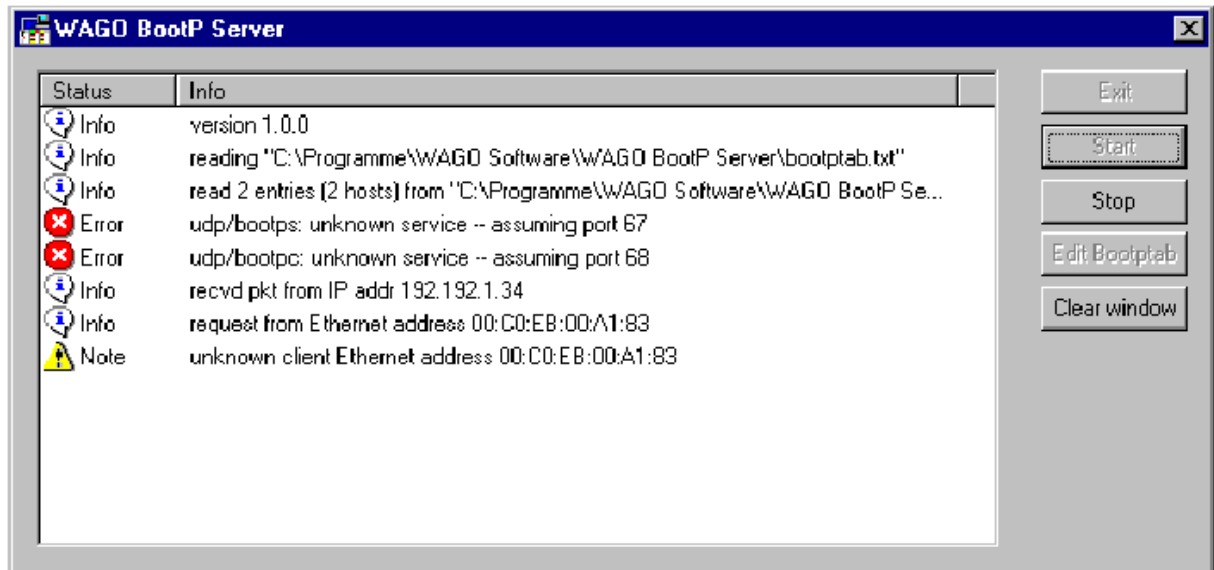 WAGO BootP Server
Status Info
Info version 1.0.0
Info reading "C:\Programme\WAGO Software\WAGO BootP Server\bootptab.txt"
Info read 2 entries (2 hosts) from "C:\Programme\WAGO Software\WAGO BootP Se...
Error udp/bootps: unknown service -- assuming port 67
Error udp/bootpc: unknown service -- assuming port 68
Info recvd pkt from IP addr 192.192.1.34
Info request from Ethernet address 00:C0:EB:00:A1:83
Note unknown client Ethernet address 00:C0:EB:00:A1:83
Exit
Start
Stop
Edit Bootptab
Clear window